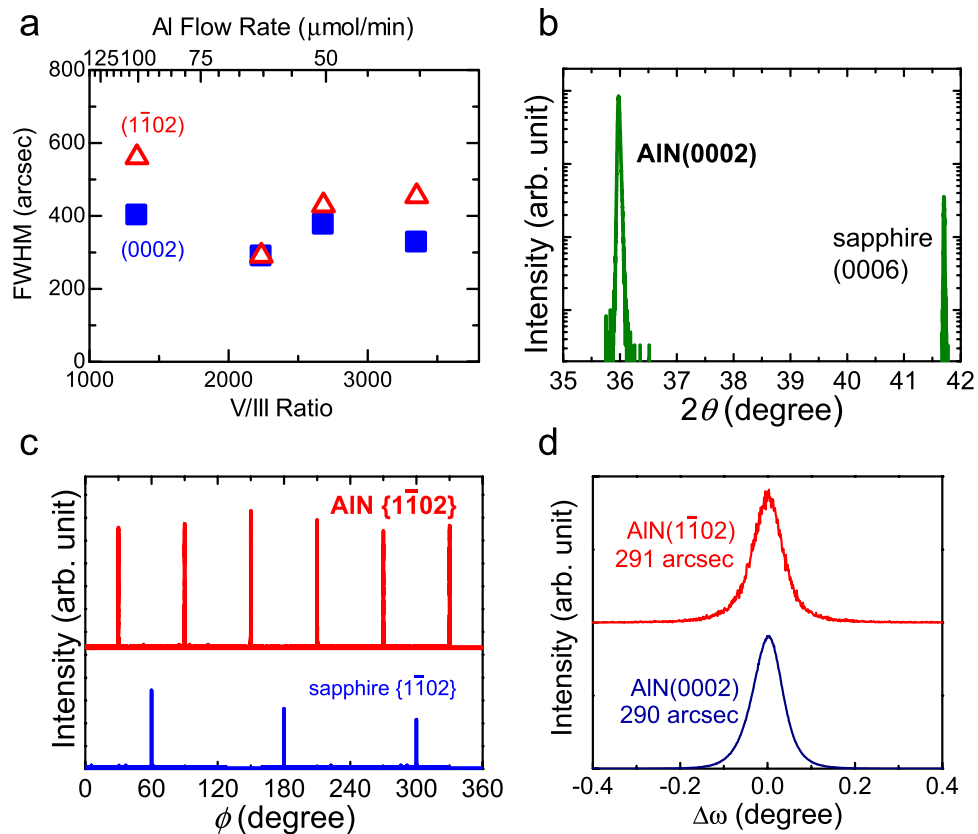 a
Al Flow Rate (μmol/min)
125 100 75 50
800
600
400
200
0
FWHM (arcsec)
(11̅02)
(0002)
1000 2000 3000
V/III Ratio
b
Intensity (arb. unit)
AlN(0002)
sapphire
(0006)
35 36 37 38 39 40 41 42
2θ (degree)
c
Intensity (arb. unit)
AlN {11̅02}
sapphire {11̅02}
0 60 120 180 240 300 360
ϕ (degree)
d
Intensity (arb. unit)
AlN(11̅02)
291 arcsec
AlN(0002)
290 arcsec
-0.4 -0.2 0.0 0.2 0.4
Δω (degree)